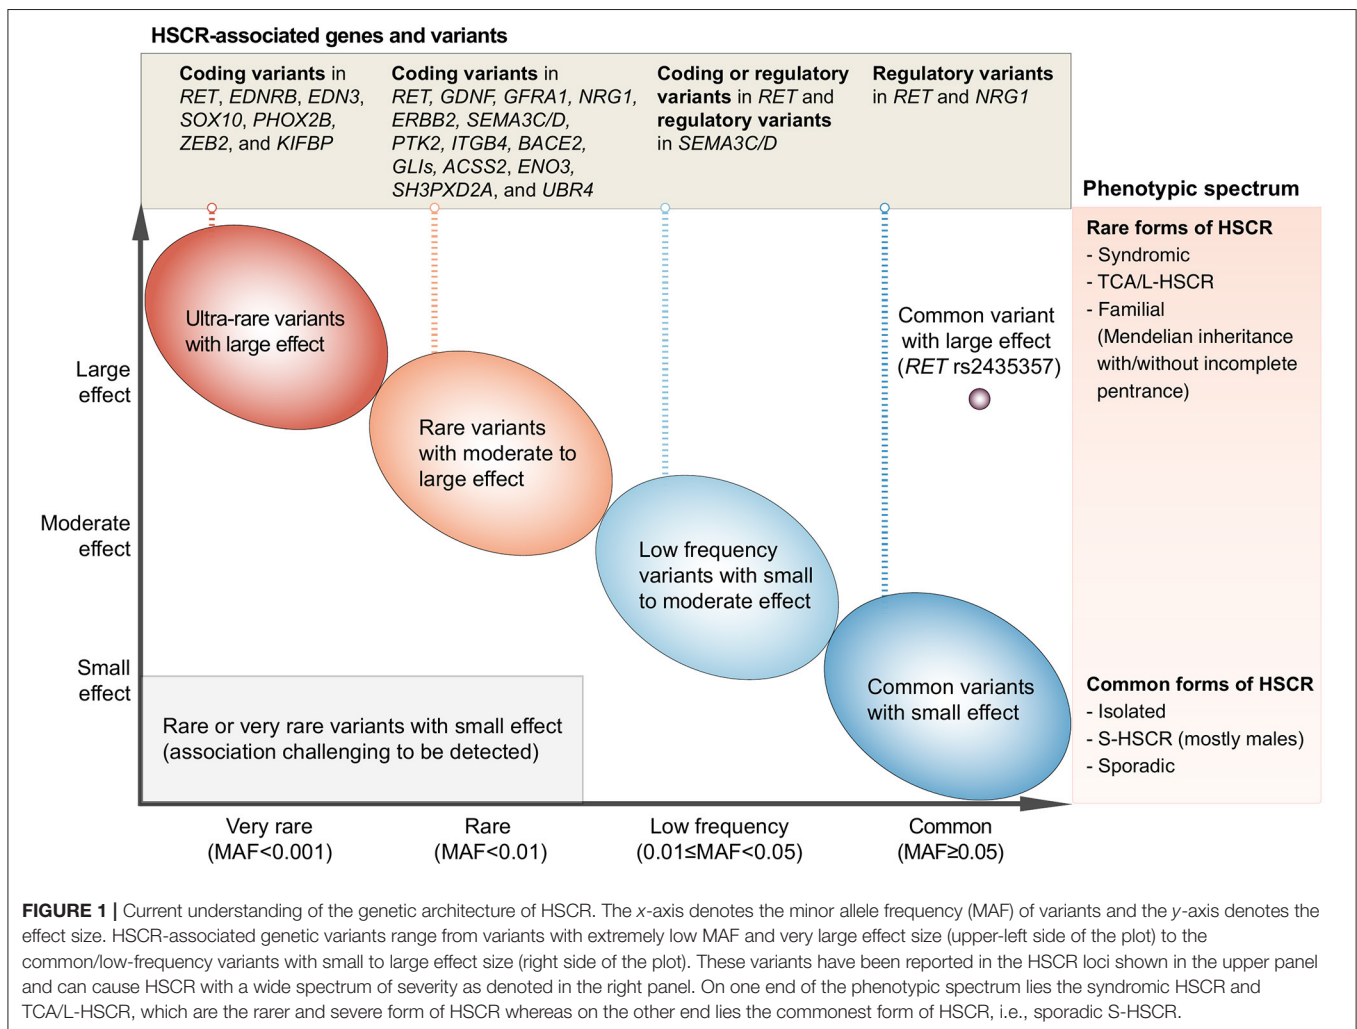 HSCR-associated genes and variants
Coding variants in
RET, EDNRB, EDN3,
SOX10, PHOX2B,
ZEB2, and KIFBP
Coding variants in
RET, GDNF, GFRA1, NRG1,
ERBB2, SEMA3C/D,
PTK2, ITGB4, BACE2,
GLIs, ACSS2, ENO3,
SH3PXD2A, and UBR4
Coding or regulatory
variants in RET and
regulatory variants
in SEMA3C/D
Regulatory variants
in RET and NRG1
Phenotypic spectrum
Rare forms of HSCR
- Syndromic
- TCA/L-HSCR
- Familial
(Mendelian inheritance
with/without incomplete
pentrance)
Common forms of HSCR
- Isolated
- S-HSCR (mostly males)
- Sporadic
Large
effect
Moderate
effect
Small
effect
Ultra-rare variants
with large effect
Rare variants
with moderate to
large effect
Low frequency
variants with small
to moderate effect
Common variants
with small effect
Common variant
with large effect
(RET rs2435357)
Rare or very rare variants with small effect
(association challenging to be detected)
Very rare
(MAF<0.001)
Rare
(MAF<0.01)
Low frequency
(0.01≤MAF<0.05)
Common
(MAF≥0.05)
FIGURE 1 | Current understanding of the genetic architecture of HSCR. The x-axis denotes the minor allele frequency (MAF) of variants and the y-axis denotes the
effect size. HSCR-associated genetic variants range from variants with extremely low MAF and very large effect size (upper-left side of the plot) to the
common/low-frequency variants with small to large effect size (right side of the plot). These variants have been reported in the HSCR loci shown in the upper panel
and can cause HSCR with a wide spectrum of severity as denoted in the right panel. On one end of the phenotypic spectrum lies the syndromic HSCR and
TCA/L-HSCR, which are the rarer and severe form of HSCR whereas on the other end lies the commonest form of HSCR, i.e., sporadic S-HSCR.